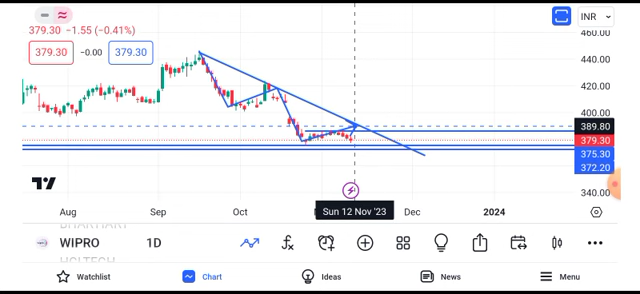 460.00
INR
379.30 −1.55 (−0.41%)
379.30 −0.00 379.30
440.00
420.00
400.00
389.80
379.30
375.30
372.20
340.00
Aug Sep Oct Dec 2024
Sun 12 Nov '23
BHARTIARTL
WIPRO 1D
HCLTECH
Watchlist Chart Ideas News Menu